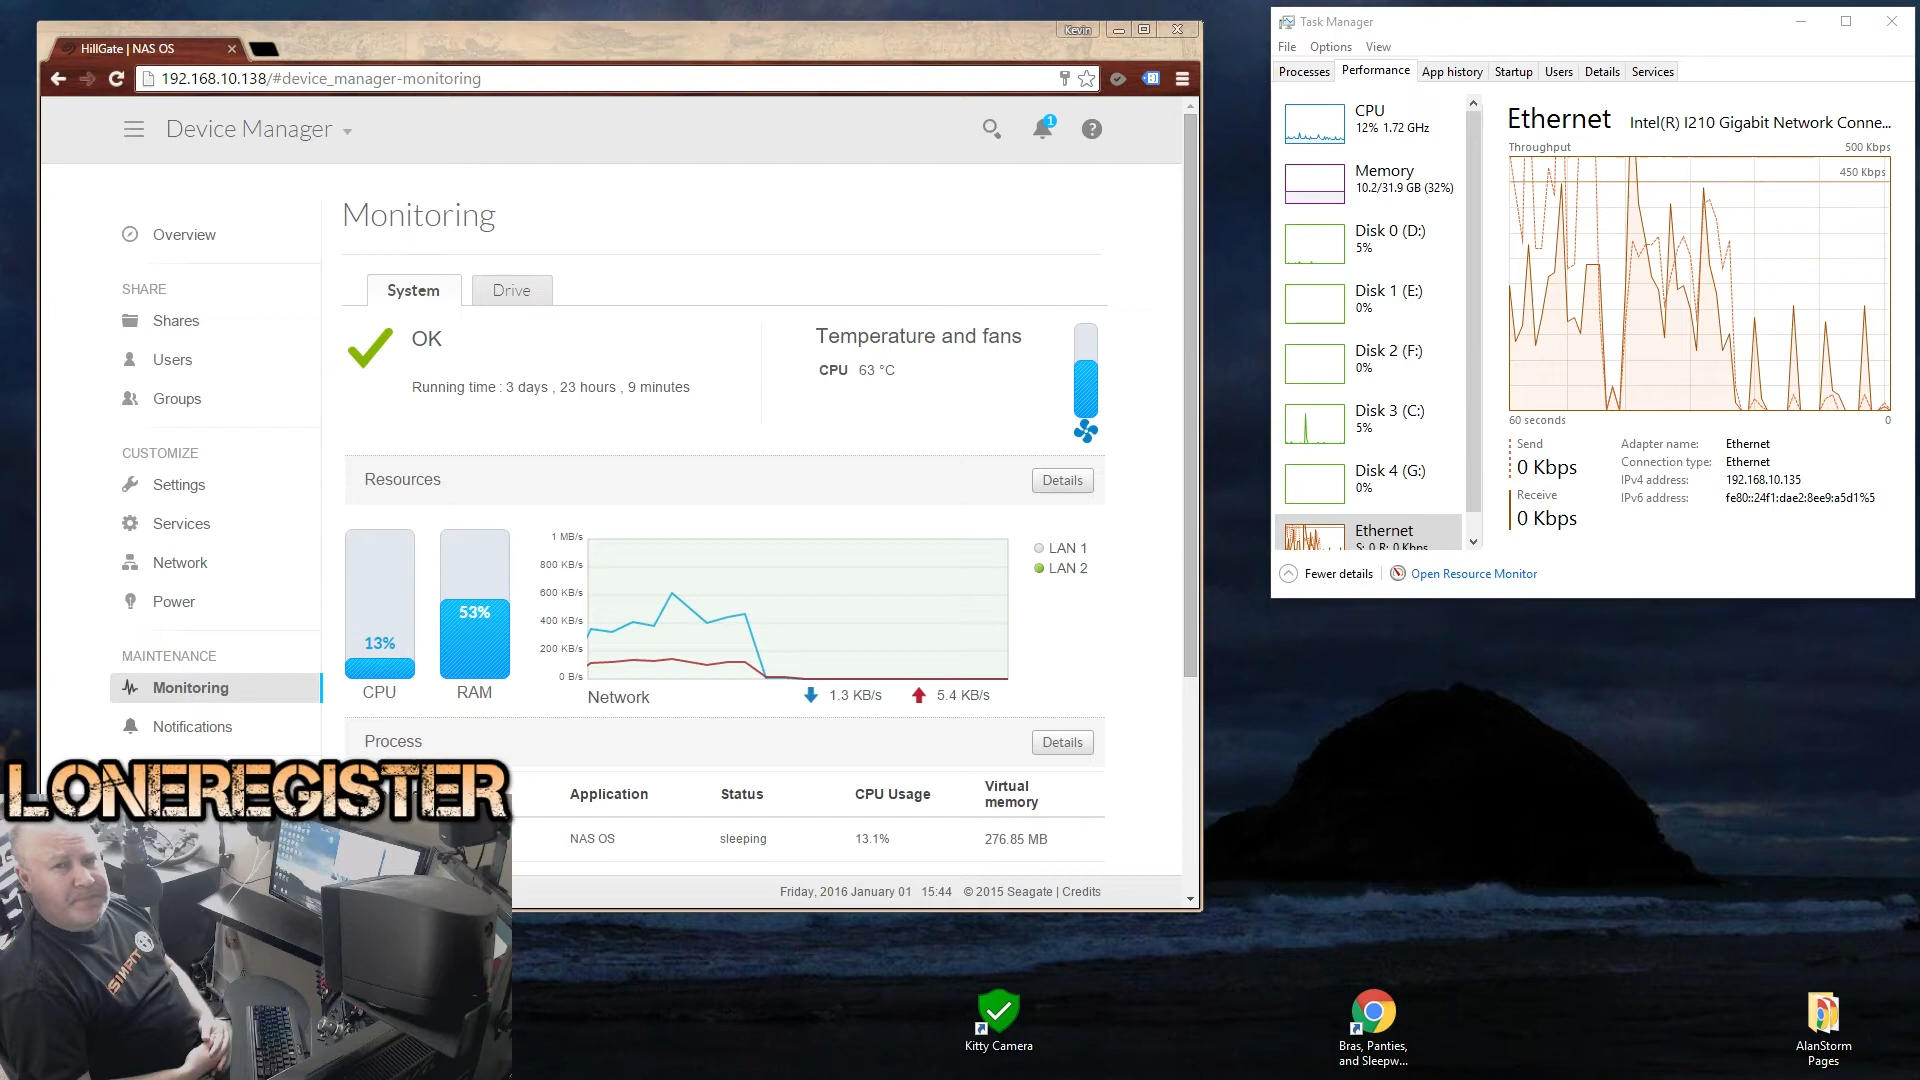 HillGate | NAS OS
Kevin
192.168.10.138/#device_manager-monitoring
Device Manager
1
Overview
SHARE
Shares
Users
Groups
CUSTOMIZE
Settings
Services
Network
Power
MAINTENANCE
Monitoring
Notifications
Monitoring
System
Drive
OK
Running time : 3 days , 23 hours , 9 minutes
Temperature and fans
CPU 63 °C
Resources
Details
13%
CPU
53%
RAM
1 MB/s
800 KB/s
600 KB/s
400 KB/s
200 KB/s
0 B/s
Network
1.3 KB/s
5.4 KB/s
LAN 1
LAN 2
Process
Details
Application Status CPU Usage Virtual memory
NAS OS sleeping 13.1% 276.85 MB
Friday, 2016 January 01 15:44 © 2015 Seagate | Credits
LONEREGISTER
SIMPIT
Task Manager
File Options View
Processes Performance App history Startup Users Details Services
CPU
12% 1.72 GHz
Memory
10.2/31.9 GB (32%)
Disk 0 (D:)
5%
Disk 1 (E:)
0%
Disk 2 (F:)
0%
Disk 3 (C:)
5%
Disk 4 (G:)
0%
Ethernet
S: 0 R: 0 Kbps
Ethernet
Intel(R) I210 Gigabit Network Conne...
Throughput
500 Kbps
450 Kbps
60 seconds
0
Send
0 Kbps
Receive
0 Kbps
Adapter name: Ethernet
Connection type: Ethernet
IPv4 address: 192.168.10.135
IPv6 address: fe80::24f1:dae2:8ee9:a5d1%5
Fewer details
Open Resource Monitor
Kitty Camera
Bras, Panties,
and Sleepw...
AlanStorm
Pages